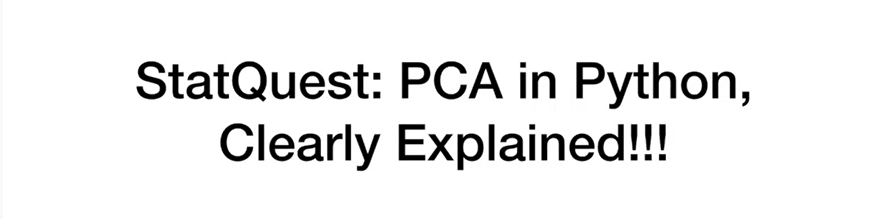 StatQuest: PCA in Python,
Clearly Explained!!!